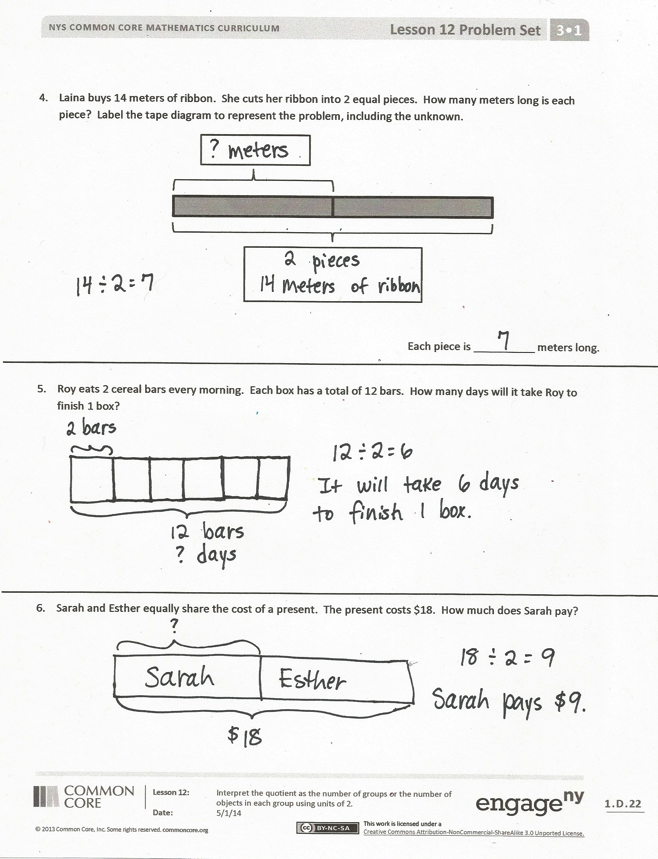 NYS COMMON CORE MATHEMATICS CURRICULUM
Lesson 12 Problem Set 3•1
4. Laina buys 14 meters of ribbon. She cuts her ribbon into 2 equal pieces. How many meters long is each
piece? Label the tape diagram to represent the problem, including the unknown.
? meters
2 pieces
14 meters of ribbon
14 ÷ 2 = 7
Each piece is 7 meters long.
5. Roy eats 2 cereal bars every morning. Each box has a total of 12 bars. How many days will it take Roy to
finish 1 box?
2 bars
12 bars
? days
12 ÷ 2 = 6
It will take 6 days
to finish 1 box.
6. Sarah and Esther equally share the cost of a present. The present costs $18. How much does Sarah pay?
?
Sarah Esther
$18
18 ÷ 2 = 9
Sarah pays $9.
COMMON
CORE
Lesson 12:
Date:
Interpret the quotient as the number of groups or the number of
objects in each group using units of 2.
5/1/14
engageny
1.D.22
© 2013 Common Core, Inc. Some rights reserved. commoncore.org
cc BY-NC-SA
This work is licensed under a
Creative Commons Attribution-NonCommercial-ShareAlike 3.0 Unported License.